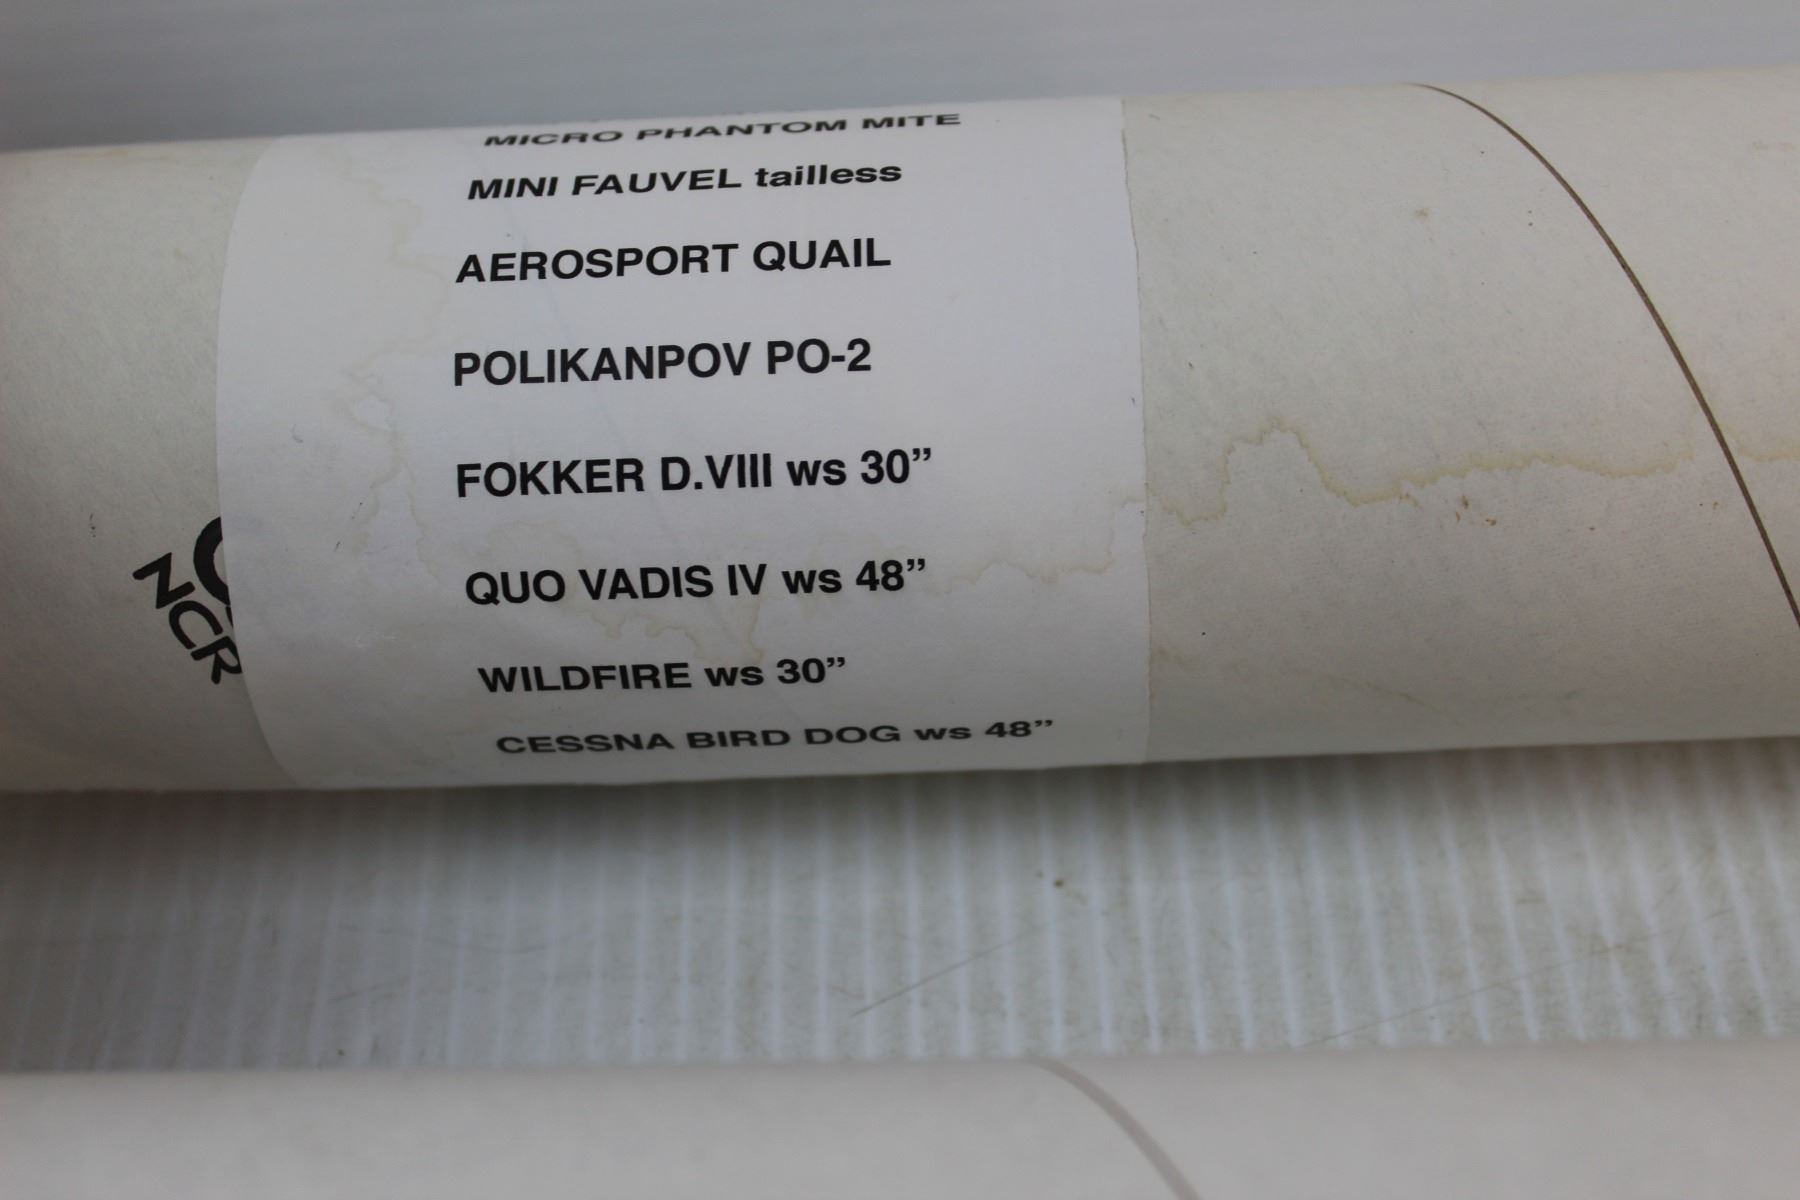 MICRO PHANTOM MITE
MINI FAUVEL tailless
AEROSPORT QUAIL
POLIKANPOV PO-2
FOKKER D.VIII ws 30”
QUO VADIS IV ws 48”
WILDFIRE ws 30”
CESSNA BIRD DOG ws 48”
NCR